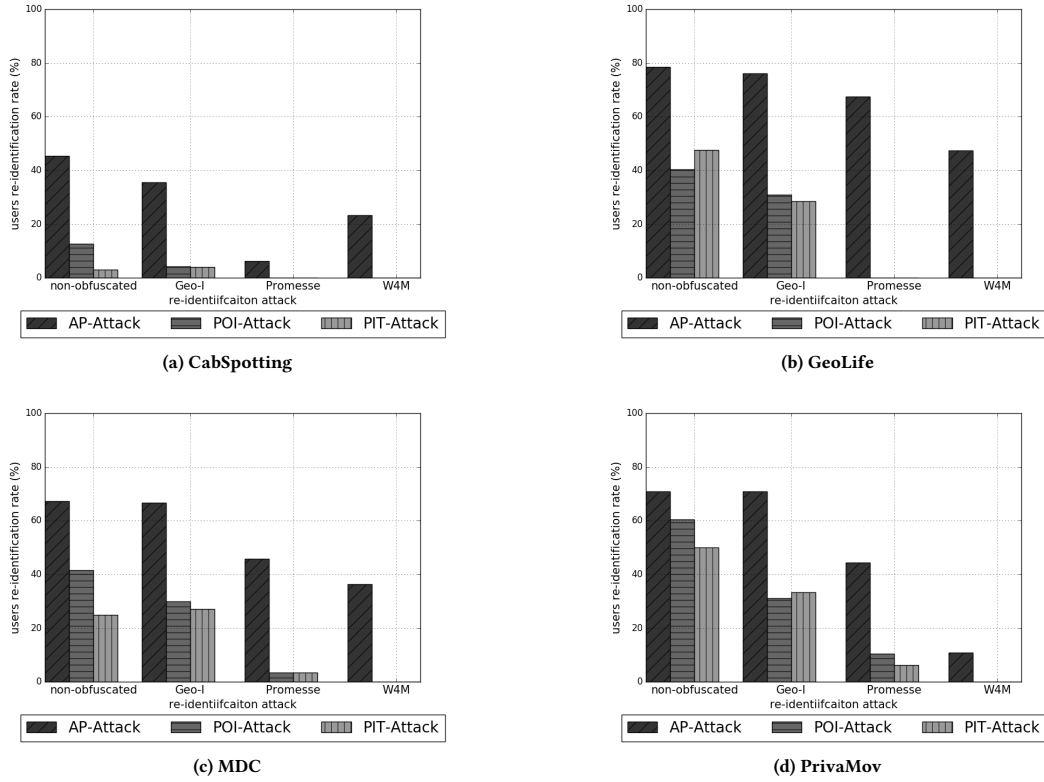 100
80
60
40
20
0
users re-identification rate (%)
non-obfuscated Geo-I Promesse W4M
re-identiifcaiton attack
AP-Attack POI-Attack PIT-Attack
(a) CabSpotting
100
80
60
40
20
0
users re-identification rate (%)
non-obfuscated Geo-I Promesse W4M
re-identiifcaiton attack
AP-Attack POI-Attack PIT-Attack
(b) GeoLife
100
80
60
40
20
0
users re-identification rate (%)
non-obfuscated Geo-I Promesse W4M
re-identiifcaiton attack
AP-Attack POI-Attack PIT-Attack
(c) MDC
100
80
60
40
20
0
users re-identification rate (%)
non-obfuscated Geo-I Promesse W4M
re-identiifcaiton attack
AP-Attack POI-Attack PIT-Attack
(d) PrivaMov